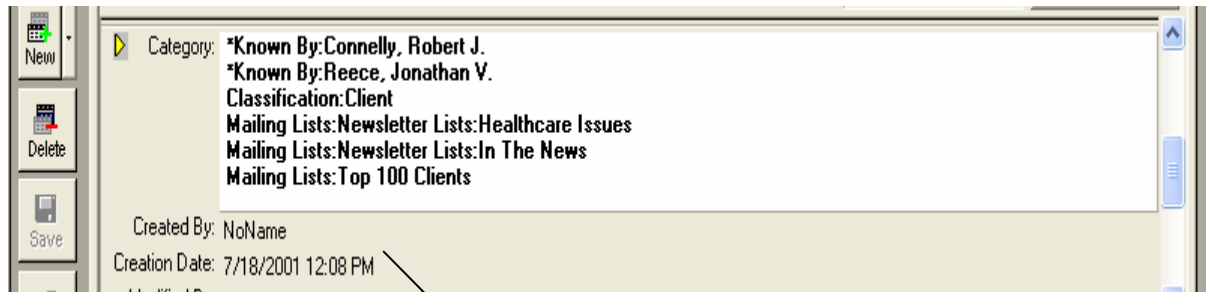 New
Category: *Known By:Connelly, Robert J.
*Known By:Reece, Jonathan V.
Classification:Client
Mailing Lists:Newsletter Lists:Healthcare Issues
Delete
Mailing Lists:Newsletter Lists:In The News
Mailing Lists:Top 100 Clients
Save
Created By: NoName
Creation Date: 7/18/2001 12:08 PM